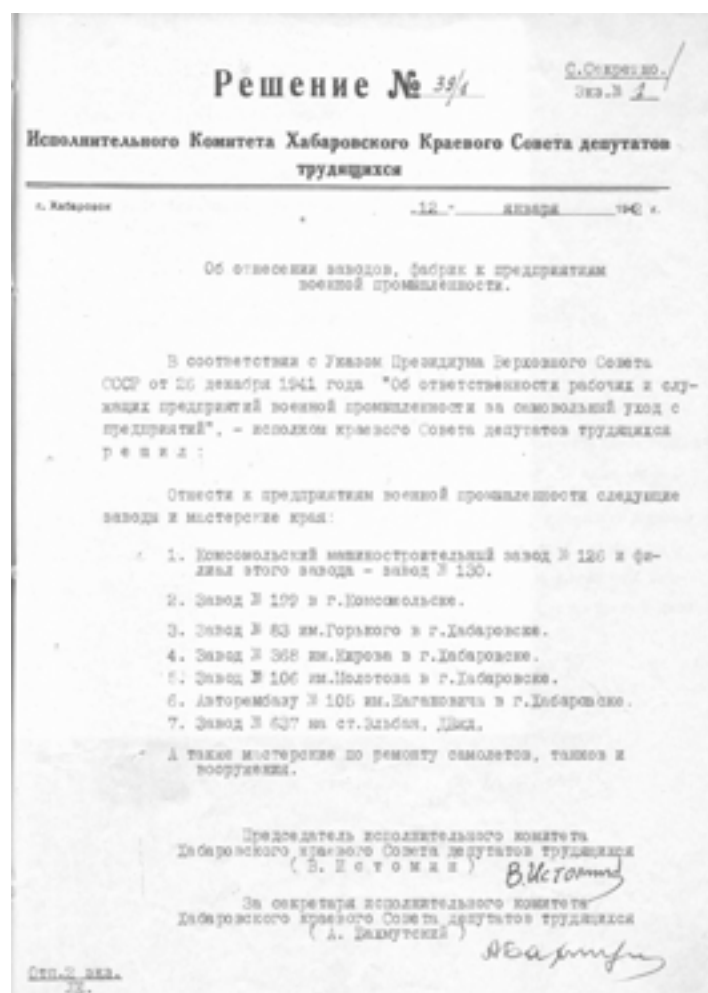 С.Секретно.
Решение № 39/6
Экз.№ 1
Исполнительного Комитета Хабаровского Краевого Совета депутатов
трудящихся
г. Хабаровск
12 - января 1942 г.
Об отнесении заводов, фабрик к предприятиям
военной промышленности.
В соответствии с Указом Президиума Верховного Совета
СССР от 26 декабря 1941 года "Об ответственности рабочих и слу-
жащих предприятий военной промышленности за самовольный уход с
предприятий", - исполком краевого Совета депутатов трудящихся
р е ш и л :
Отнести к предприятиям военной промышленности следующие
заводы и мастерские края:
1. Комсомольский машиностроительный завод № 126 и фи-
лиал этого завода - завод № 130.
2. Завод № 199 в г.Комсомольске.
3. Завод № 83 им.Горького в г.Хабаровске.
4. Завод № 368 им.Кирова в г.Хабаровске.
5. Завод № 106 им.Молотова в г.Хабаровске.
6. Авторембазу № 105 им.Кагановича в г.Хабаровске.
7. Завод № 637 на ст.Эльбан, ДВжд.
А также мастерские по ремонту самолетов, танков и
вооружения.
Председатель исполнительного комитета
Хабаровского краевого Совета депутатов трудящихся
( В. И с т о м и н )
В.Истомин
За секретаря исполнительного комитета
Хабаровского краевого Совета депутатов трудящихся
( А. Бахмутский )
Отп.2 экз.